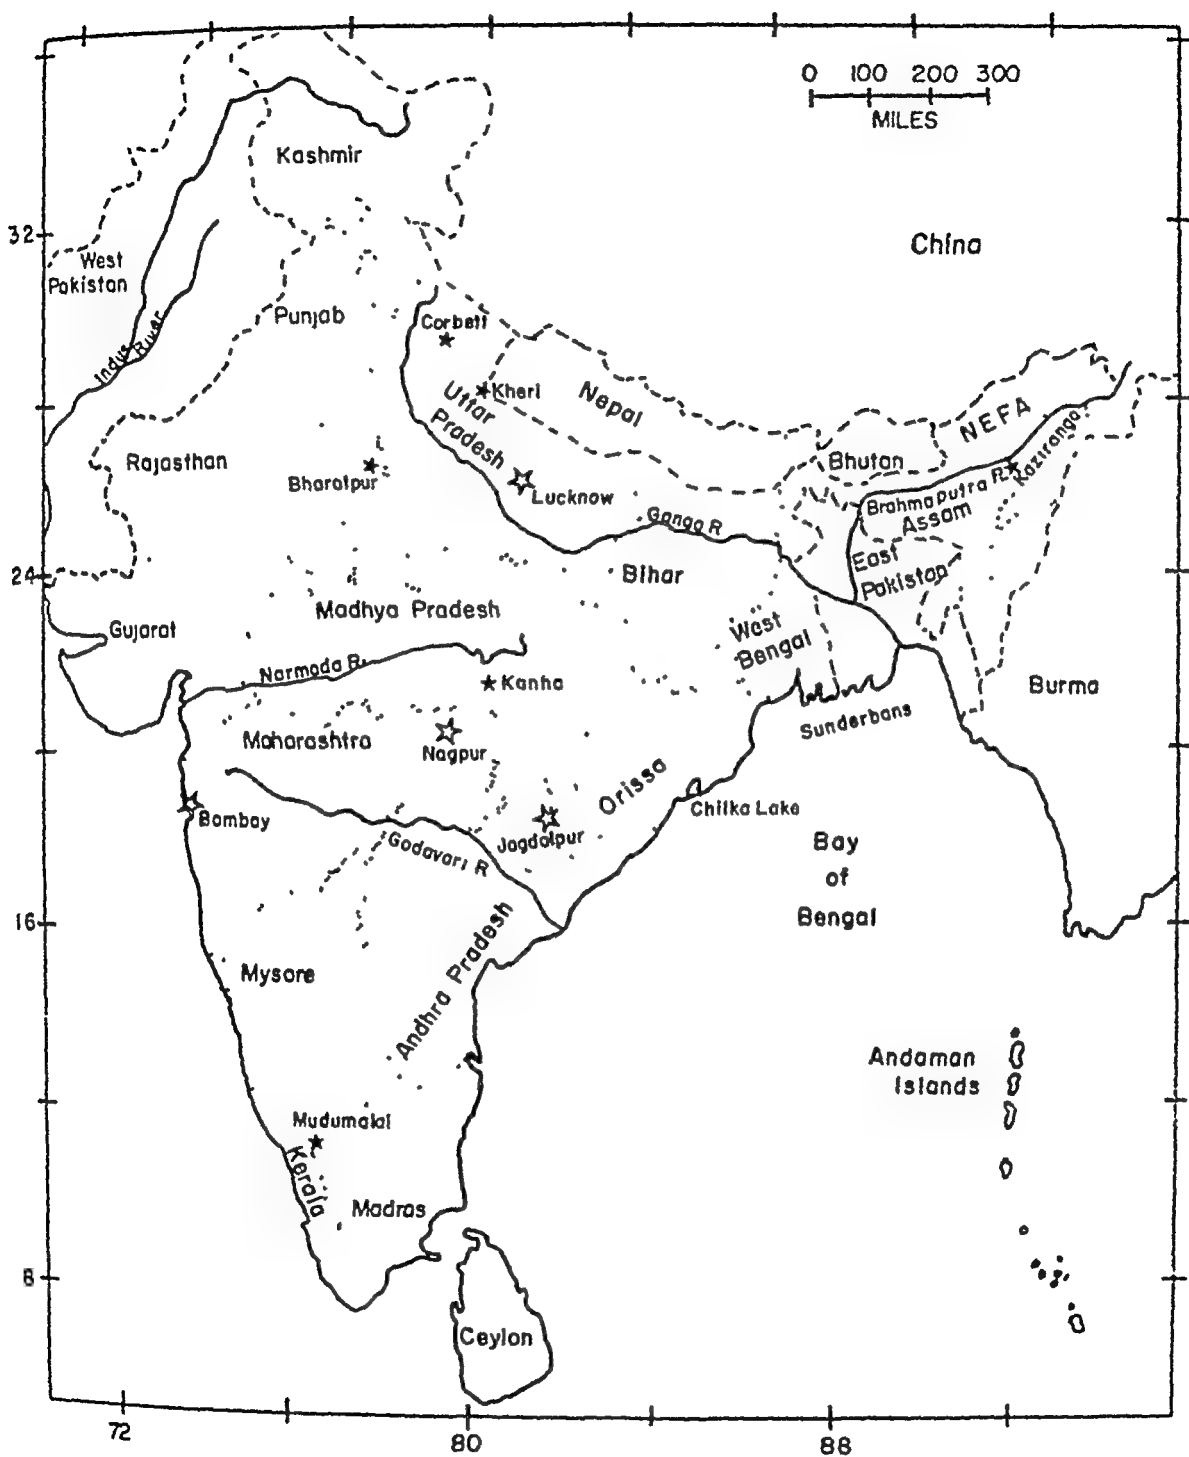 0 100 200 300
MILES
Kashmir
32
China
West
Pakistan
Indus
River
Punjab
Corbett
Kheri
Uttar
Pradesh
Nepal
NEFA
Kaziranga
Bhutan
Rajasthan
Bharatpur
Lucknow
Ganga R
Brahmaputra R.
Assam
24
Bihar
East
Pakistan
Madhya Pradesh
Gujarat
West
Bengal
Narmada R.
Kanha
Burma
Sunderbans
Maharashtra
Nagpur
Orissa
Chilka Lake
Bombay
Jagdalpur
Godavari R
Bay
of
Bengal
16
Andhra Pradesh
Mysore
Andaman
Islands
Mudumalai
Kerala
Madras
8
Ceylon
72
80
88